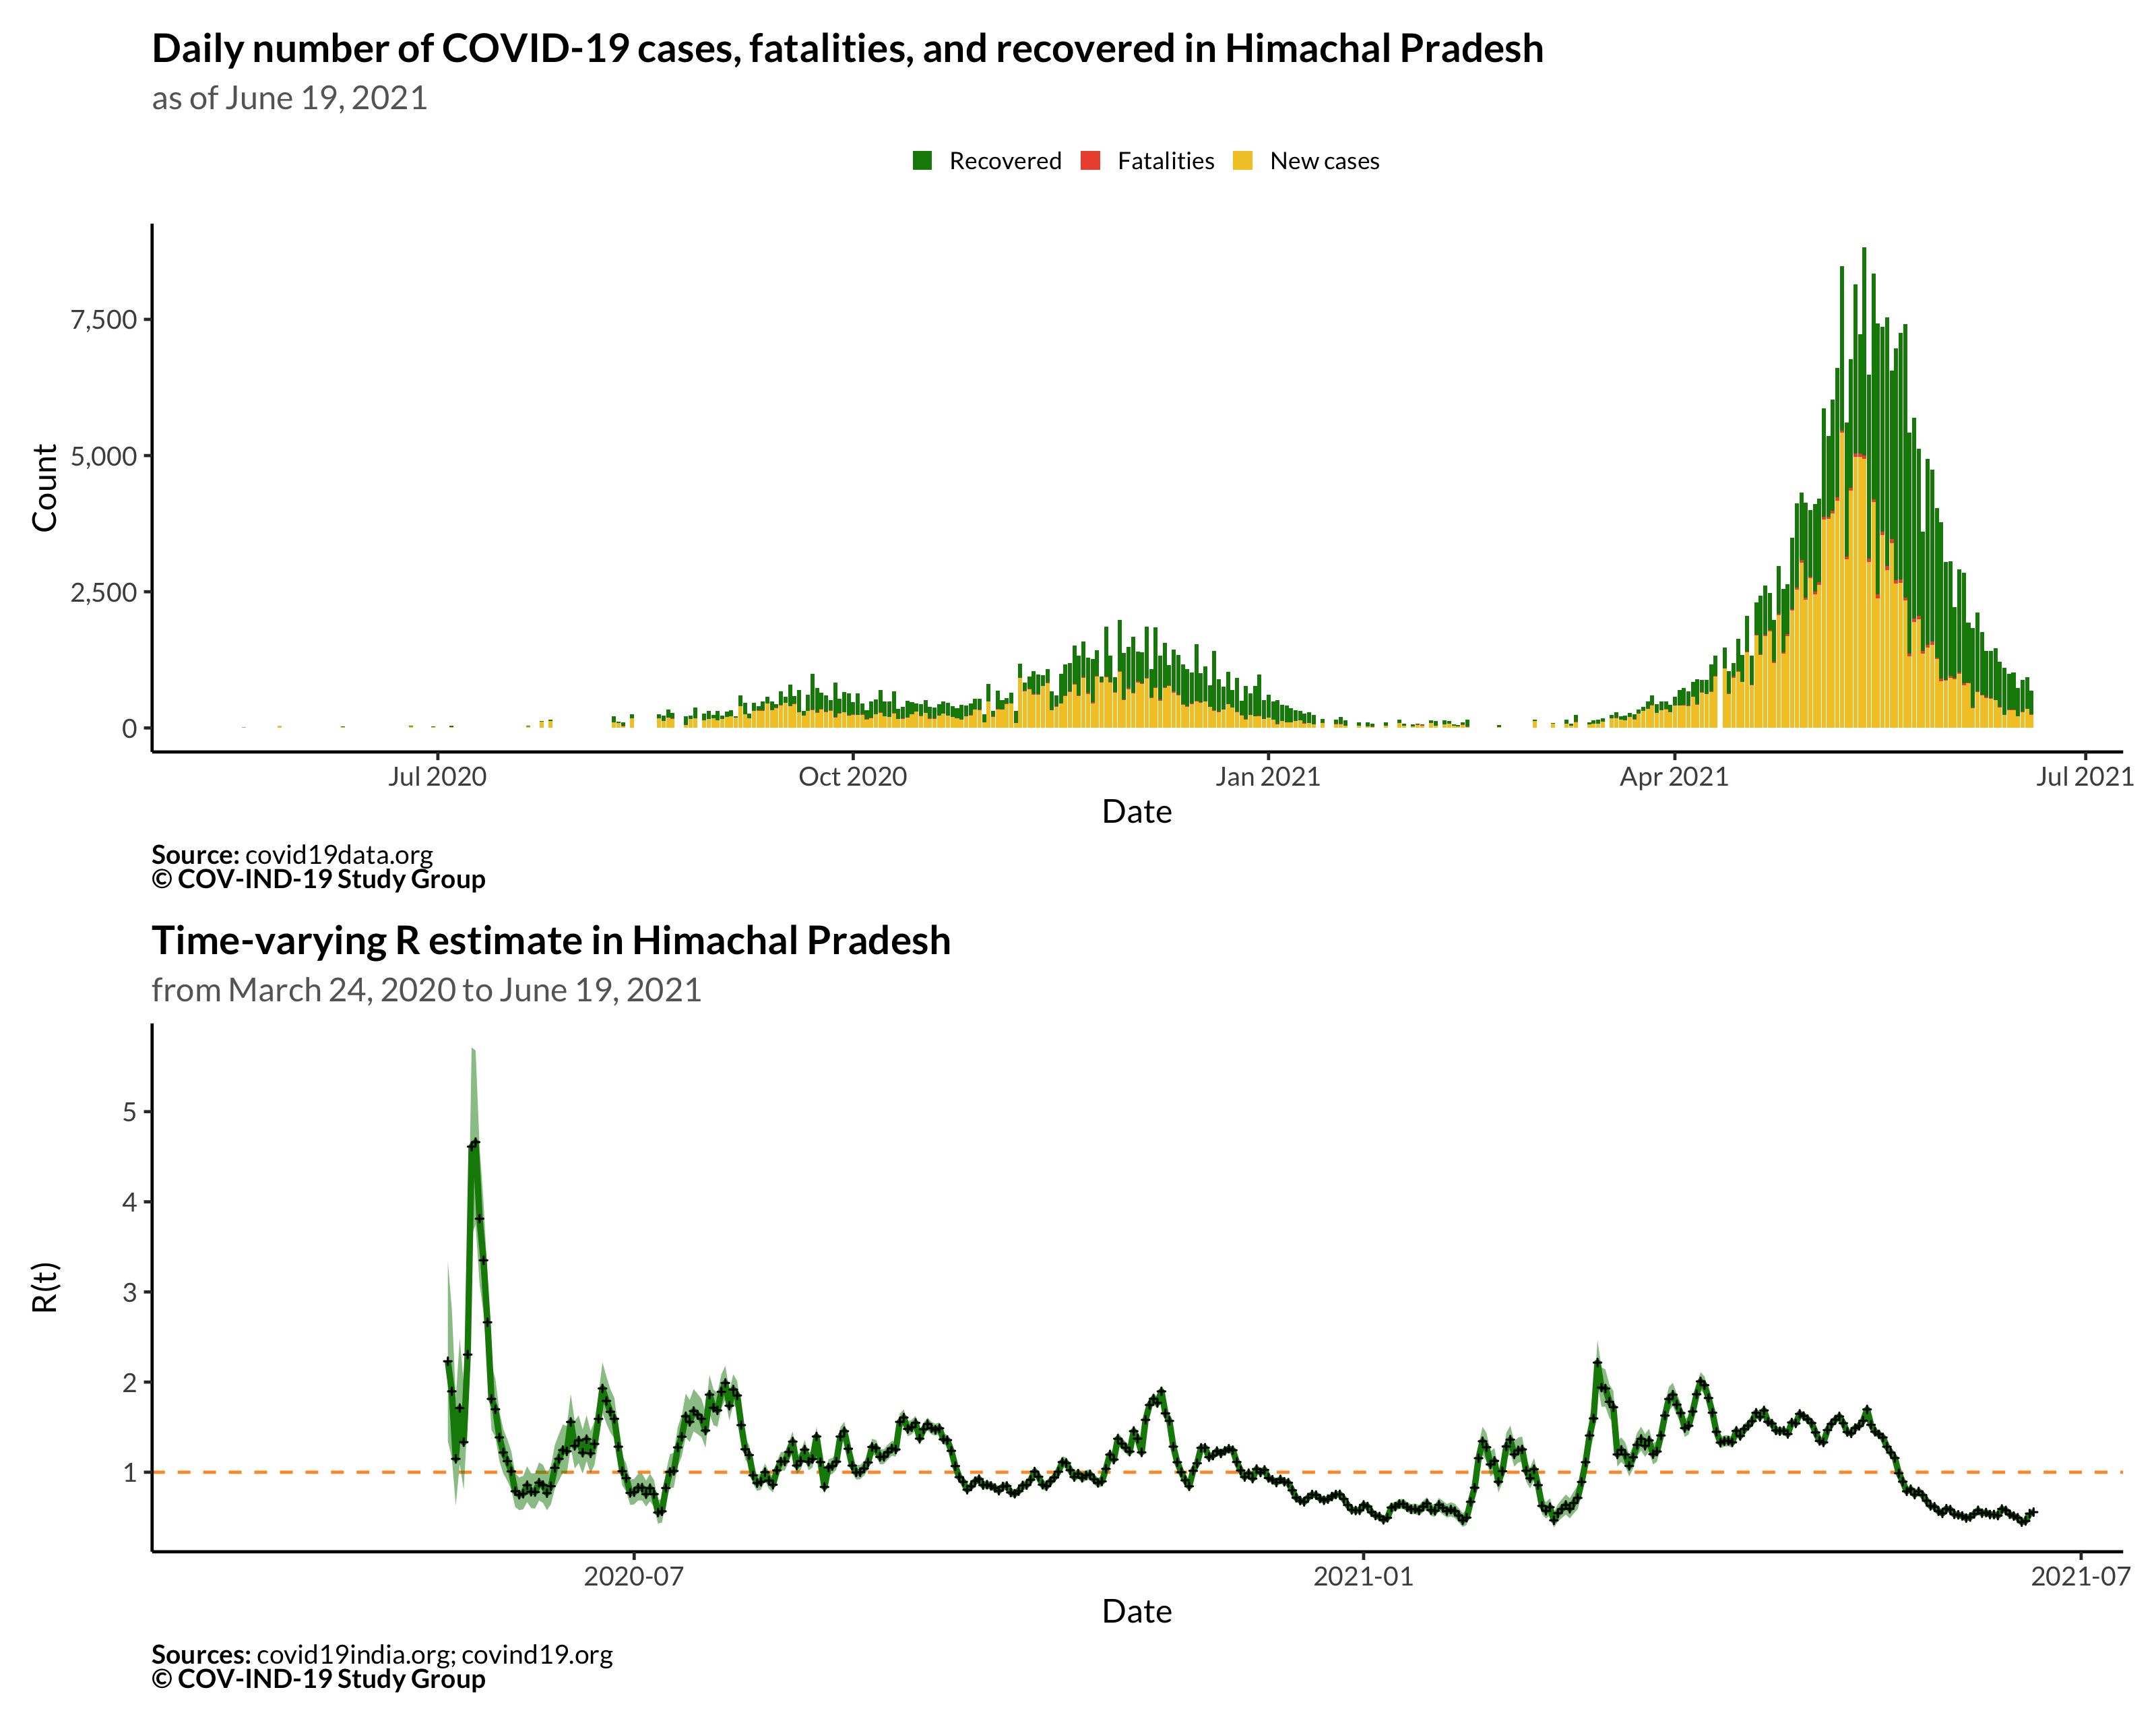 Daily number of COVID-19 cases, fatalities, and recovered in Himachal Pradesh
as of June 19, 2021
Recovered Fatalities New cases
Count
7,500
5,000
2,500
0
Jul 2020 Oct 2020 Jan 2021 Apr 2021 Jul 2021
Date
Source: covid19data.org
© COV-IND-19 Study Group
Time-varying R estimate in Himachal Pradesh
from March 24, 2020 to June 19, 2021
R(t)
5
4
3
2
1
2020-07 2021-01 2021-07
Date
Sources: covid19india.org; covind19.org
© COV-IND-19 Study Group